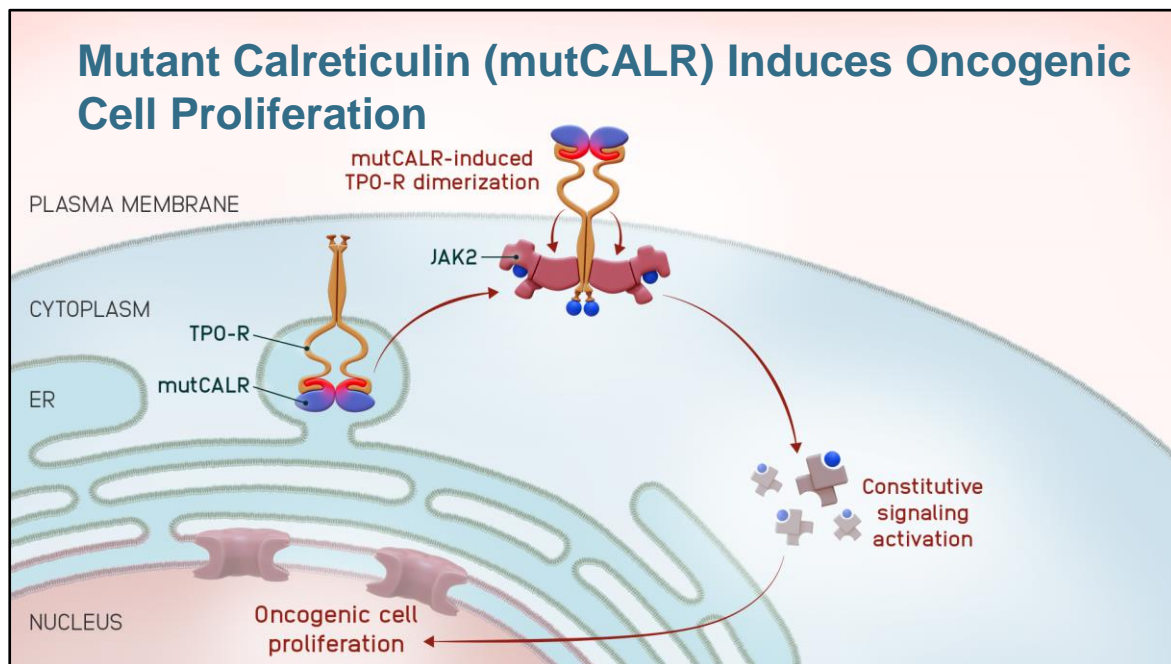 Mutant Calreticulin (mutCALR) Induces Oncogenic
Cell Proliferation
mutCALR-induced
TPO-R dimerization
PLASMA MEMBRANE
JAK2
CYTOPLASM
TPO-R
mutCALR
ER
Constitutive
signaling
activation
Oncogenic cell
proliferation
NUCLEUS